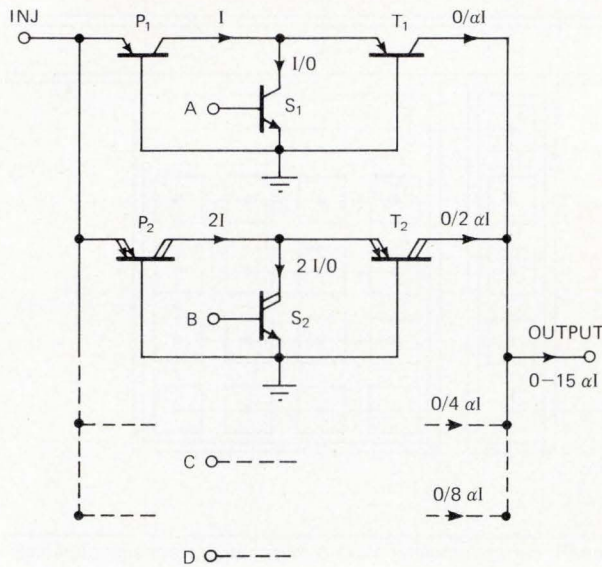 INJ
P₁
I
T₁
0/αI
I/0
A
S₁
P₂
2I
T₂
0/2 αI
2 I/0
B
S₂
OUTPUT
0–15 αI
0/4 αI
C
0/8 αI
D